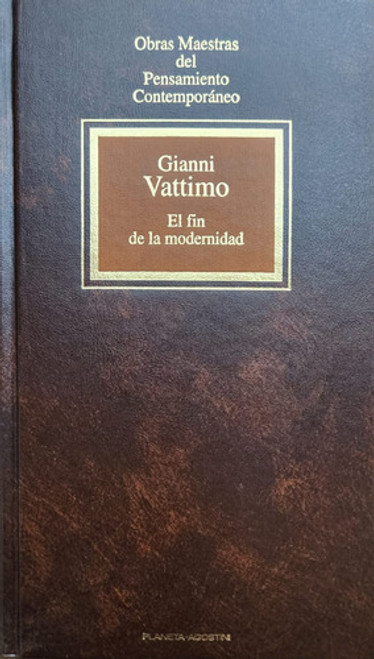 Obras Maestras
del
Pensamiento
Contemporáneo
Gianni
Vattimo
El fin
de la modernidad
PLANETA-AGOSTINI